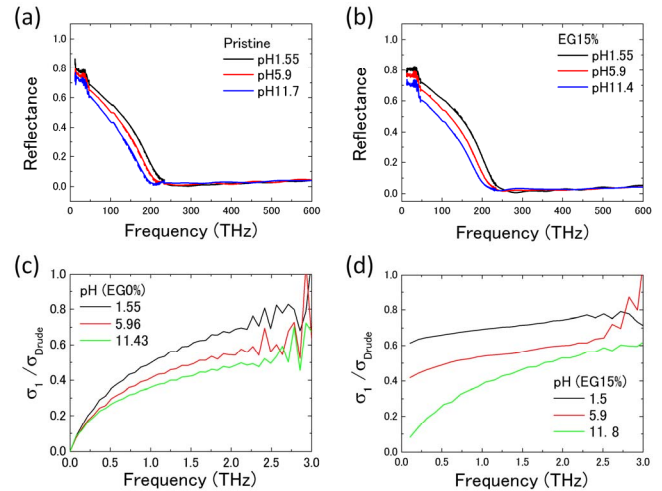 (a)
Pristine
pH1.55
pH5.9
pH11.7
Reflectance
1.0
0.8
0.6
0.4
0.2
0.0
0 100 200 300 400 500 600
Frequency (THz)
(b)
EG15%
pH1.55
pH5.9
pH11.4
Reflectance
1.0
0.8
0.6
0.4
0.2
0.0
0 100 200 300 400 500 600
Frequency (THz)
(c)
pH (EG0%)
1.55
5.96
11.43
σ1 /σDrude
1.0
0.8
0.6
0.4
0.2
0.0
0.0 0.5 1.0 1.5 2.0 2.5 3.0
Frequency (THz)
(d)
pH (EG15%)
1.5
5.9
11. 8
σ1 /σDrude
1.0
0.8
0.6
0.4
0.2
0.0
0.0 0.5 1.0 1.5 2.0 2.5 3.0
Frequency (THz)